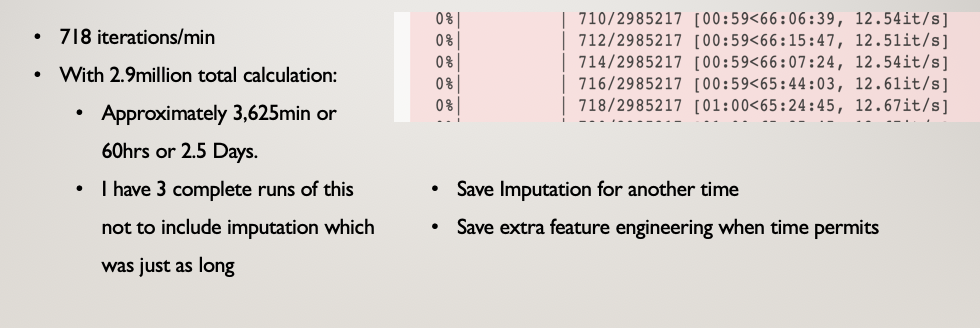 • 718 iterations/min
• With 2.9million total calculation:
• Approximately 3,625min or
60hrs or 2.5 Days.
• I have 3 complete runs of this
not to include imputation which
was just as long
0%| | 710/2985217 [00:59<66:06:39, 12.54it/s]
0%| | 712/2985217 [00:59<66:15:47, 12.51it/s]
0%| | 714/2985217 [00:59<66:07:24, 12.54it/s]
0%| | 716/2985217 [00:59<65:44:03, 12.61it/s]
0%| | 718/2985217 [01:00<65:24:45, 12.67it/s]
• Save Imputation for another time
• Save extra feature engineering when time permits